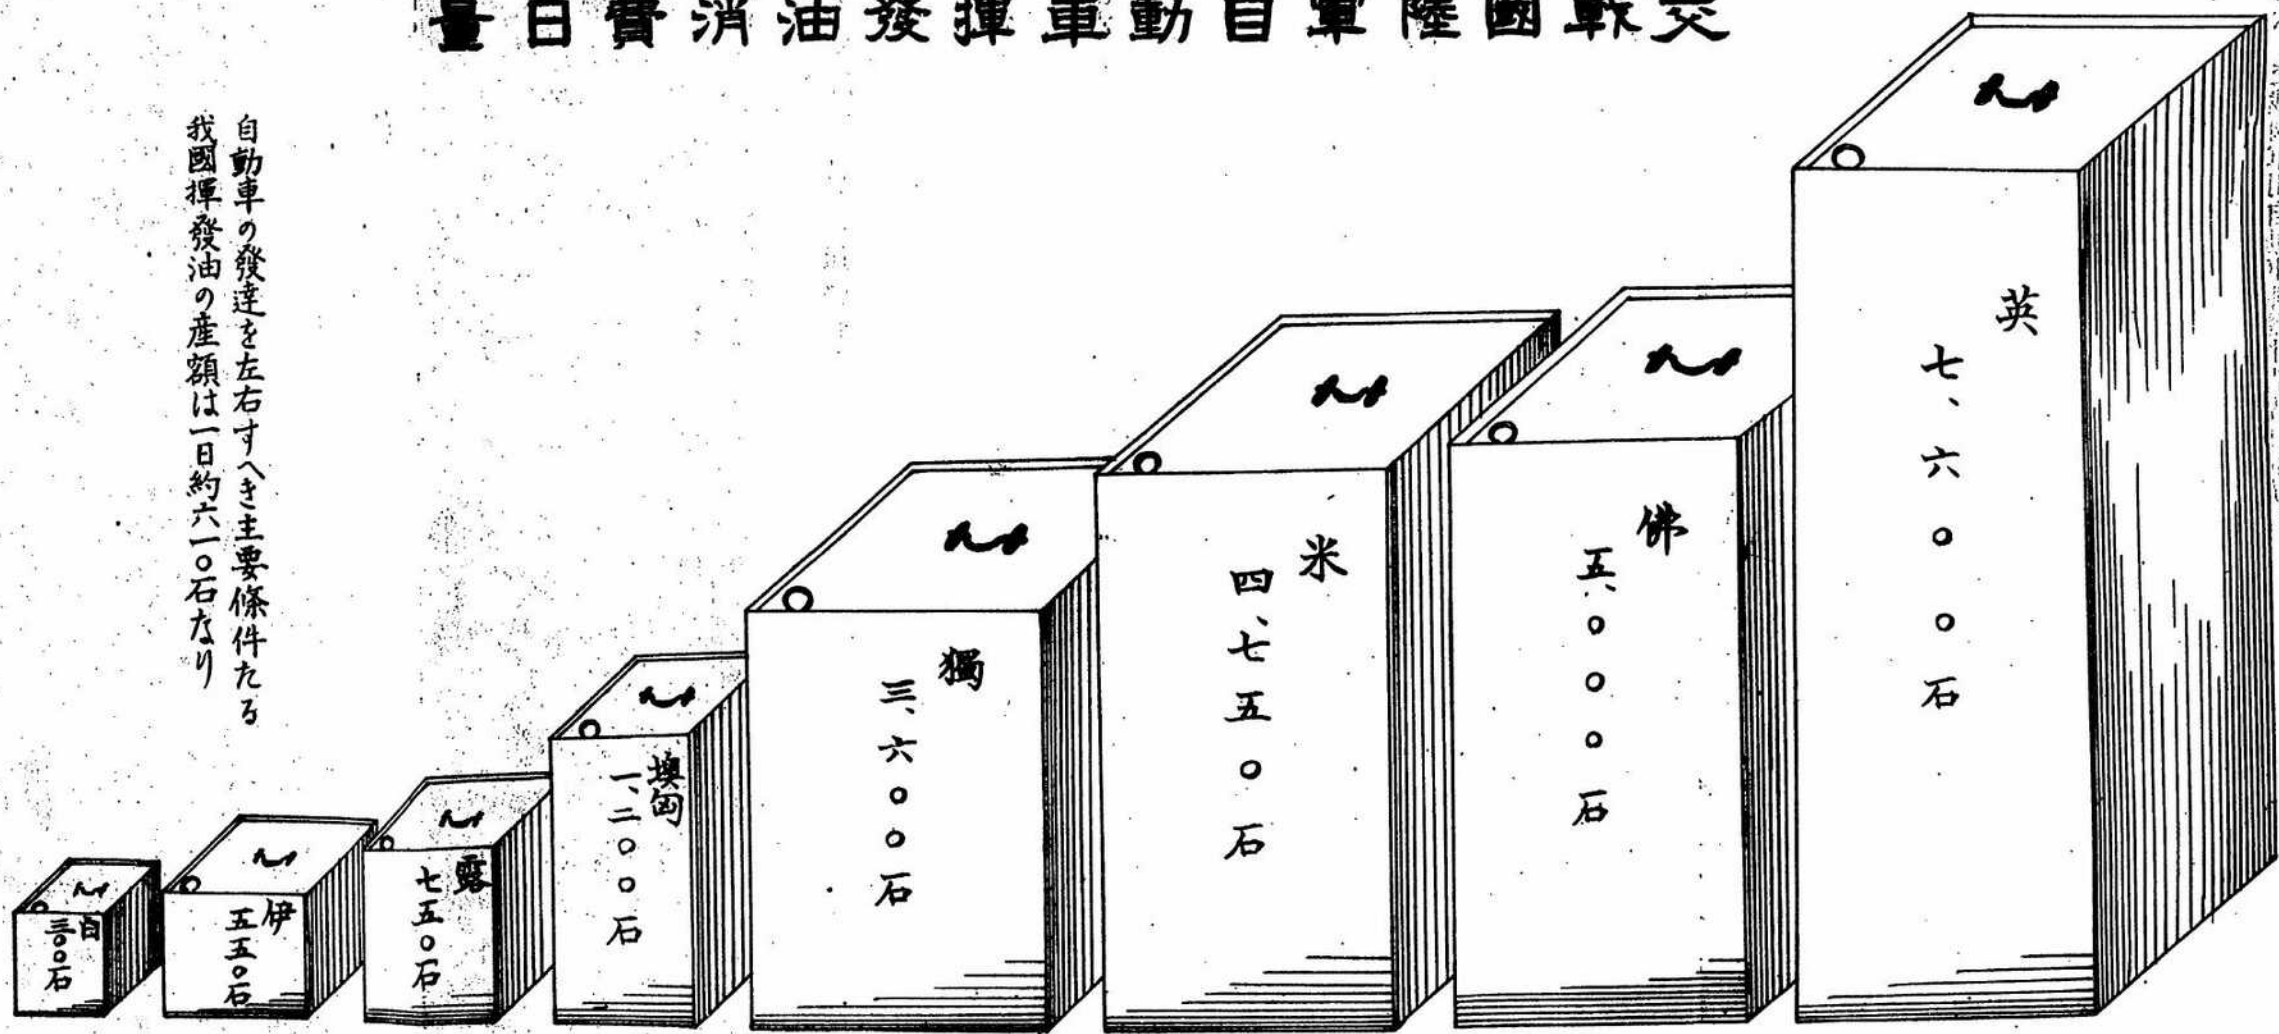 交戰國陸軍自動車揮發油消費日量
英
七、六〇〇石
佛
五、〇〇〇石
米
四、七五〇石
獨
三、六〇〇石
墺匈
一、二〇〇石
露
七五〇石
伊
五五〇石
白
三〇〇石
自動車の發達を左右すへき主要條件たる
我國揮發油の産額は一日約六一〇石なり